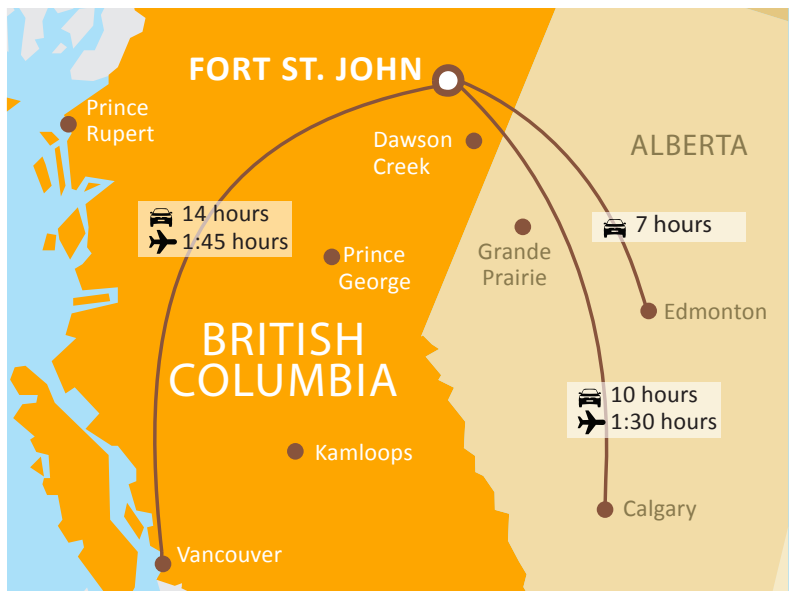 FORT ST. JOHN
Prince
Rupert
Dawson
Creek
ALBERTA
14 hours
1:45 hours
7 hours
Prince
George
Grande
Prairie
Edmonton
BRITISH
COLUMBIA
10 hours
1:30 hours
Kamloops
Calgary
Vancouver